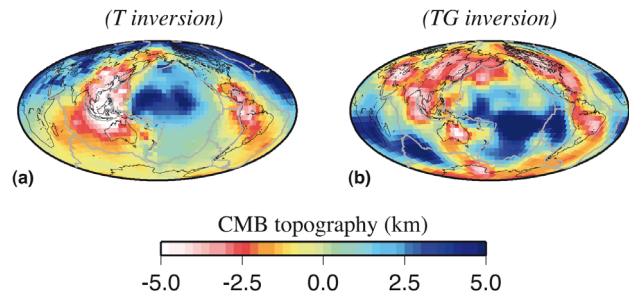 (T inversion)
(TG inversion)
(a)
(b)
CMB topography (km)
-5.0 -2.5 0.0 2.5 5.0